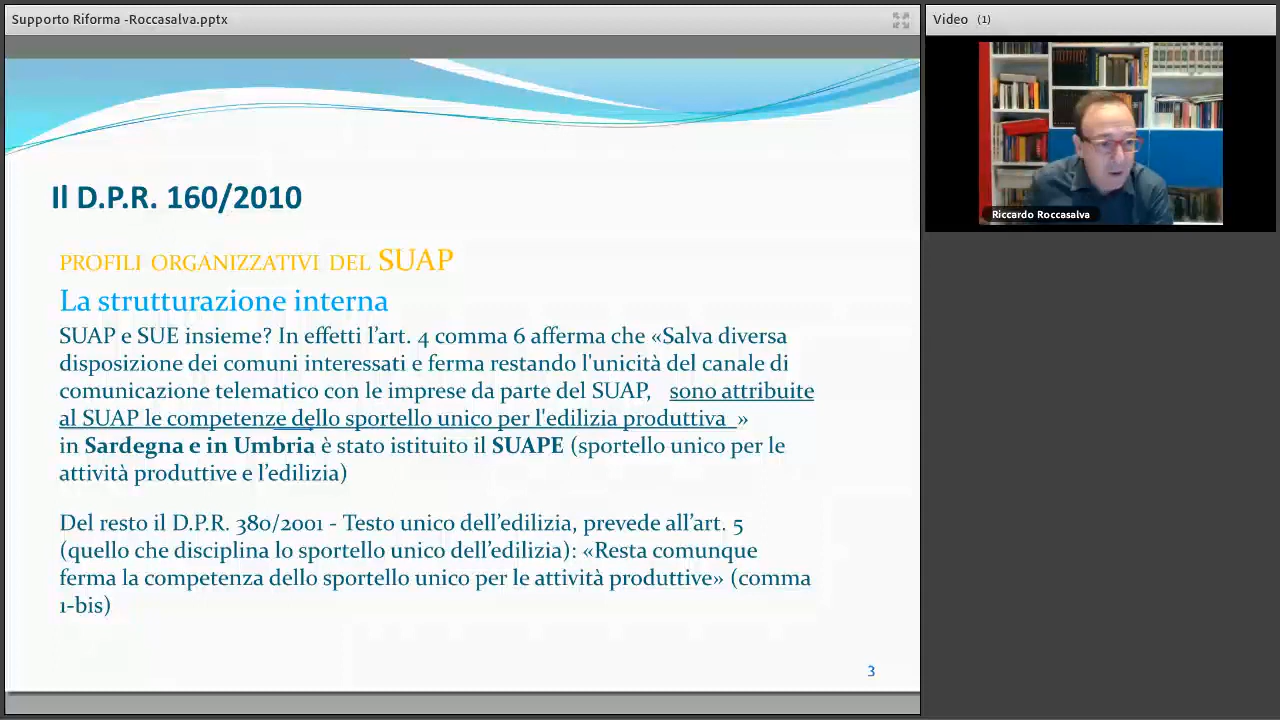 Supporto Riforma -Roccasalva.pptx
Video (1)
Riccardo Roccasalva
Il D.P.R. 160/2010
PROFILI ORGANIZZATIVI DEL SUAP
La strutturazione interna
SUAP e SUE insieme? In effetti l’art. 4 comma 6 afferma che «Salva diversa
disposizione dei comuni interessati e ferma restando l'unicità del canale di
comunicazione telematico con le imprese da parte del SUAP, sono attribuite
al SUAP le competenze dello sportello unico per l'edilizia produttiva »
in Sardegna e in Umbria è stato istituito il SUAPE (sportello unico per le
attività produttive e l’edilizia)
Del resto il D.P.R. 380/2001 - Testo unico dell’edilizia, prevede all’art. 5
(quello che disciplina lo sportello unico dell’edilizia): «Resta comunque
ferma la competenza dello sportello unico per le attività produttive» (comma
1-bis)
3